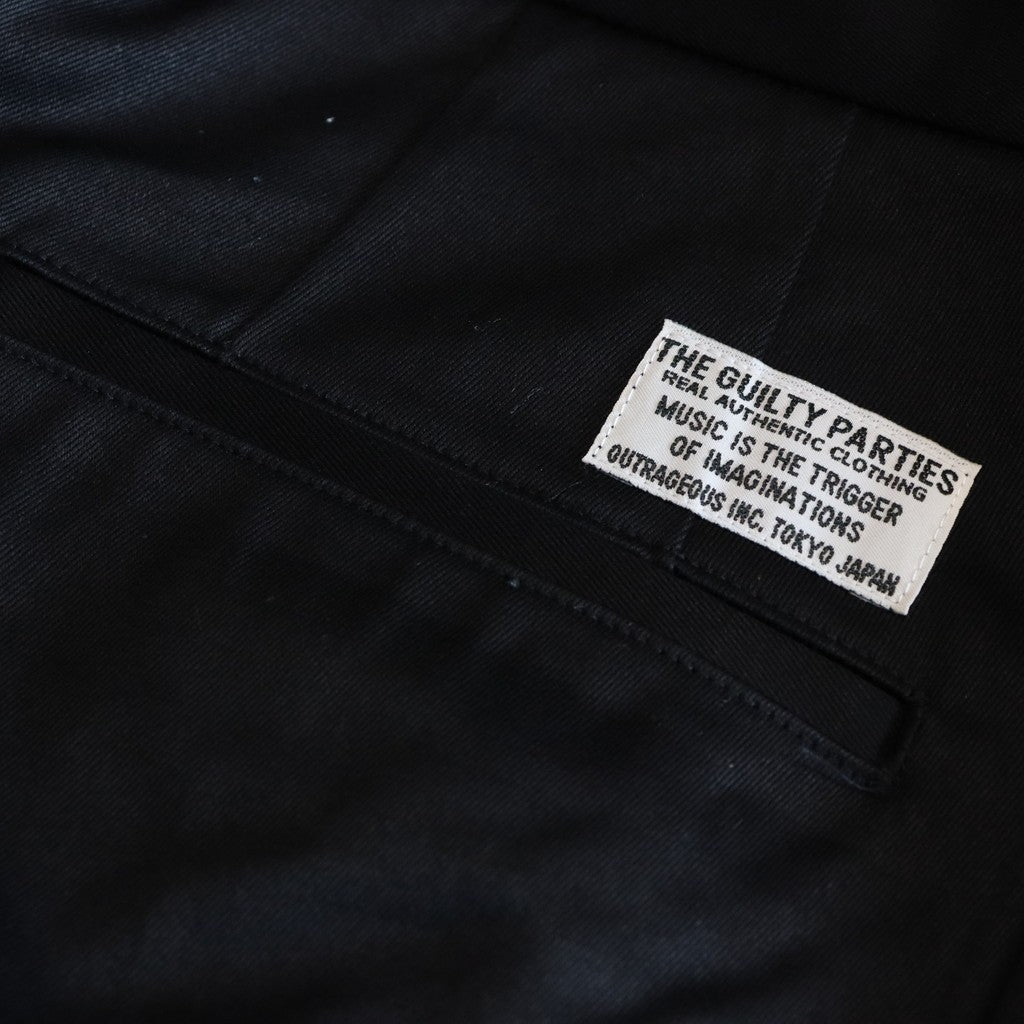 THE GUILTY PARTIES
REAL AUTHENTIC CLOTHING
MUSIC IS THE TRIGGER
OF IMAGINATIONS
OUTRAGEOUS INC. TOKYO JAPAN